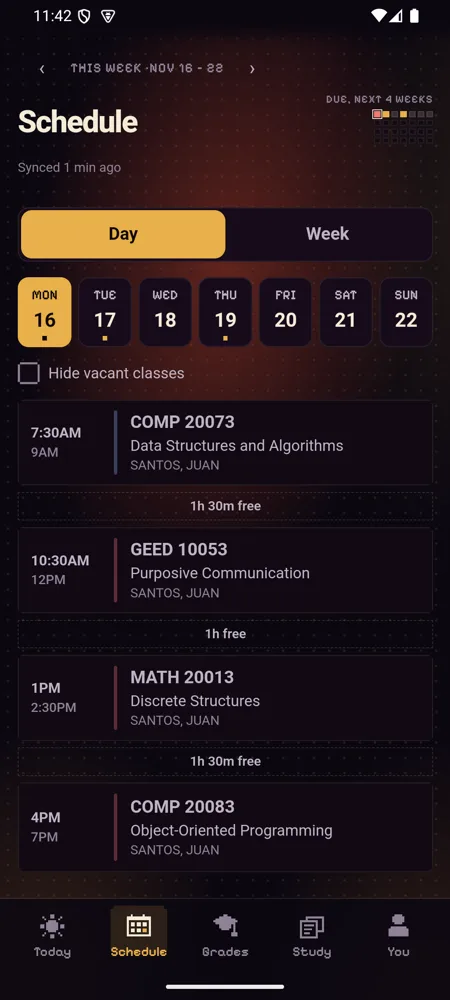 11:42
THIS WEEK · NOV 16 - 22
DUE, NEXT 4 WEEKS
Schedule
Synced 1 min ago
Day
Week
MON
16
TUE
17
WED
18
THU
19
FRI
20
SAT
21
SUN
22
Hide vacant classes
7:30AM
9AM
COMP 20073
Data Structures and Algorithms
SANTOS, JUAN
1h 30m free
10:30AM
12PM
GEED 10053
Purposive Communication
SANTOS, JUAN
1h free
1PM
2:30PM
MATH 20013
Discrete Structures
SANTOS, JUAN
1h 30m free
4PM
7PM
COMP 20083
Object-Oriented Programming
SANTOS, JUAN
Today
Schedule
Grades
Study
You